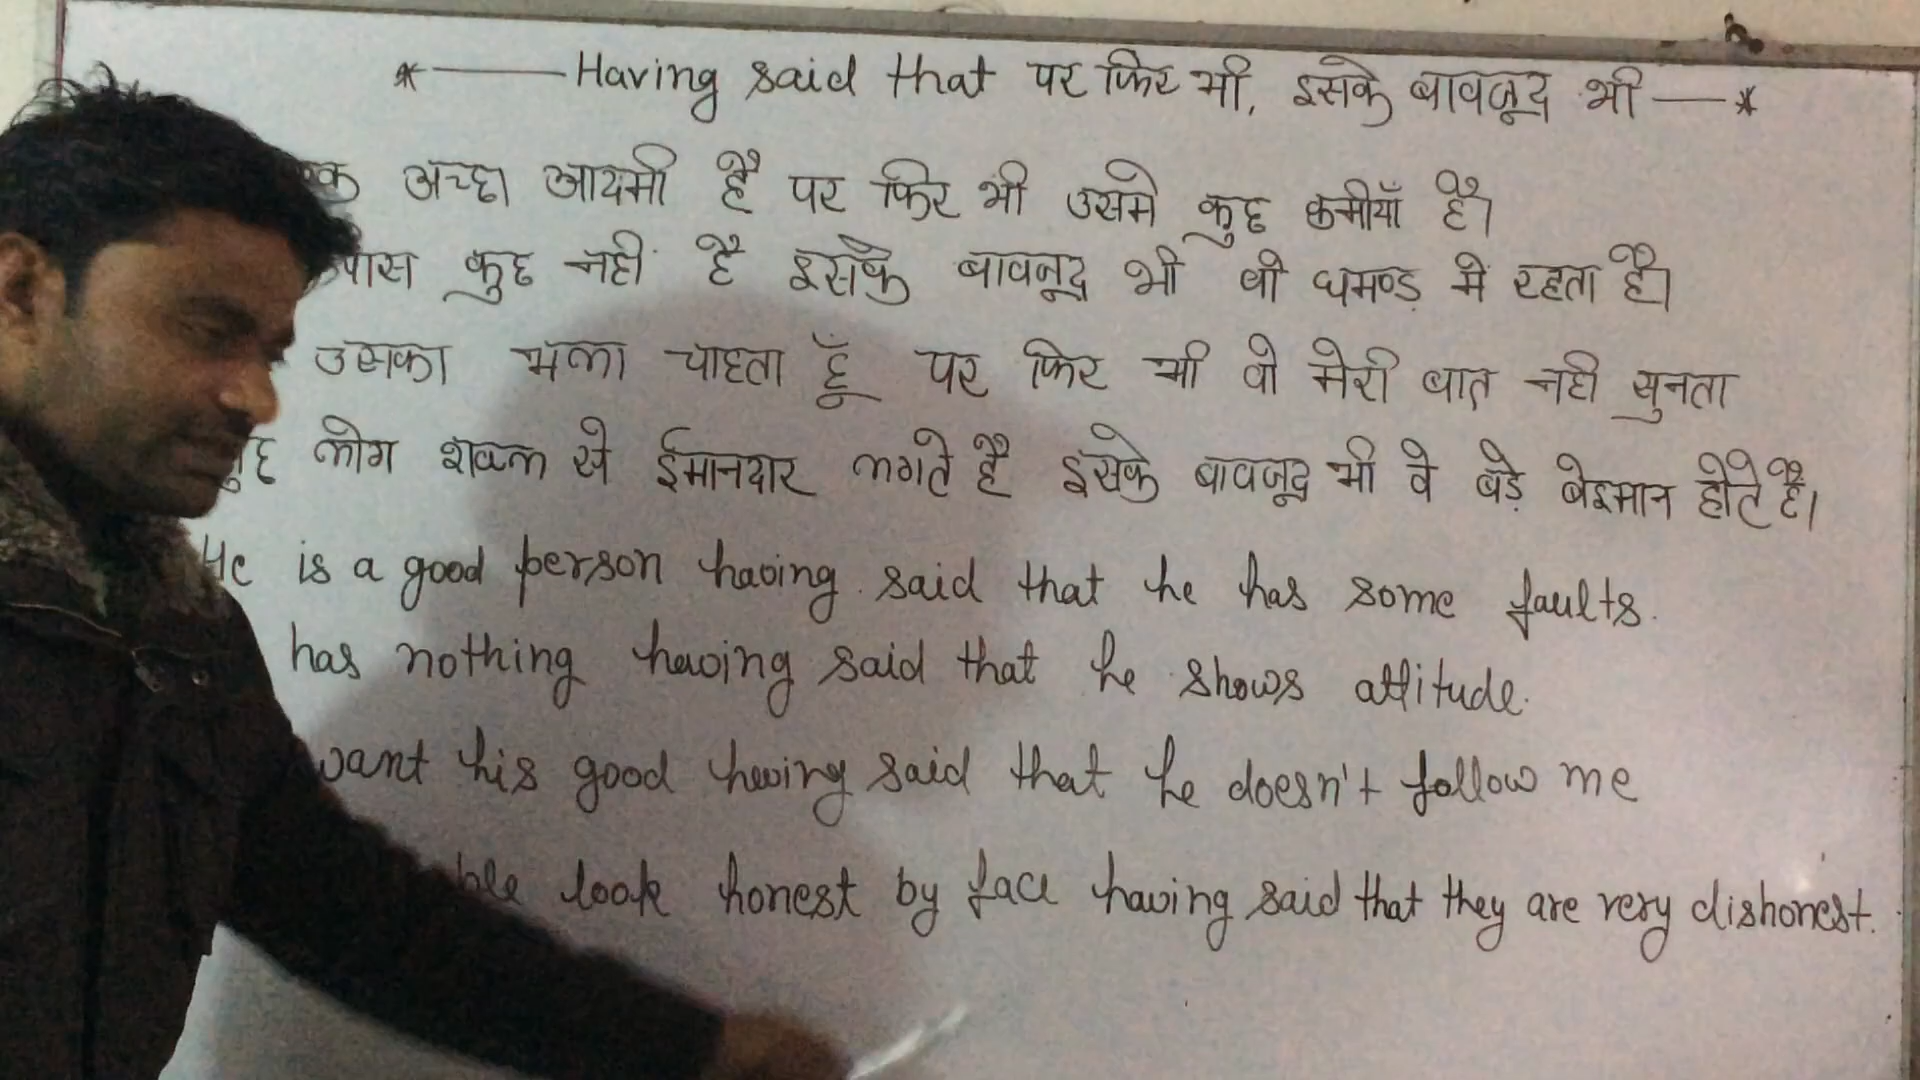 * Having said that पर फिर भी, इसके बावजूद भी *
अच्छा आदमी है पर फिर भी उसमे कुछ कमीयाँ है।
पास कुछ नही है इसके बावजूद भी वो घमण्ड में रहता है।
उसका भला चाहता हूँ पर फिर भी वो मेरी बात नही सुनता
लोग शक्ल से ईमानदार लगते है इसके बावजूद भी वे बड़े बेइमान होते है।
He is a good person having said that he has some faults.
has nothing having said that he shows attitude.
want his good having said that he doesn't follow me
look honest by face having said that they are very dishonest.